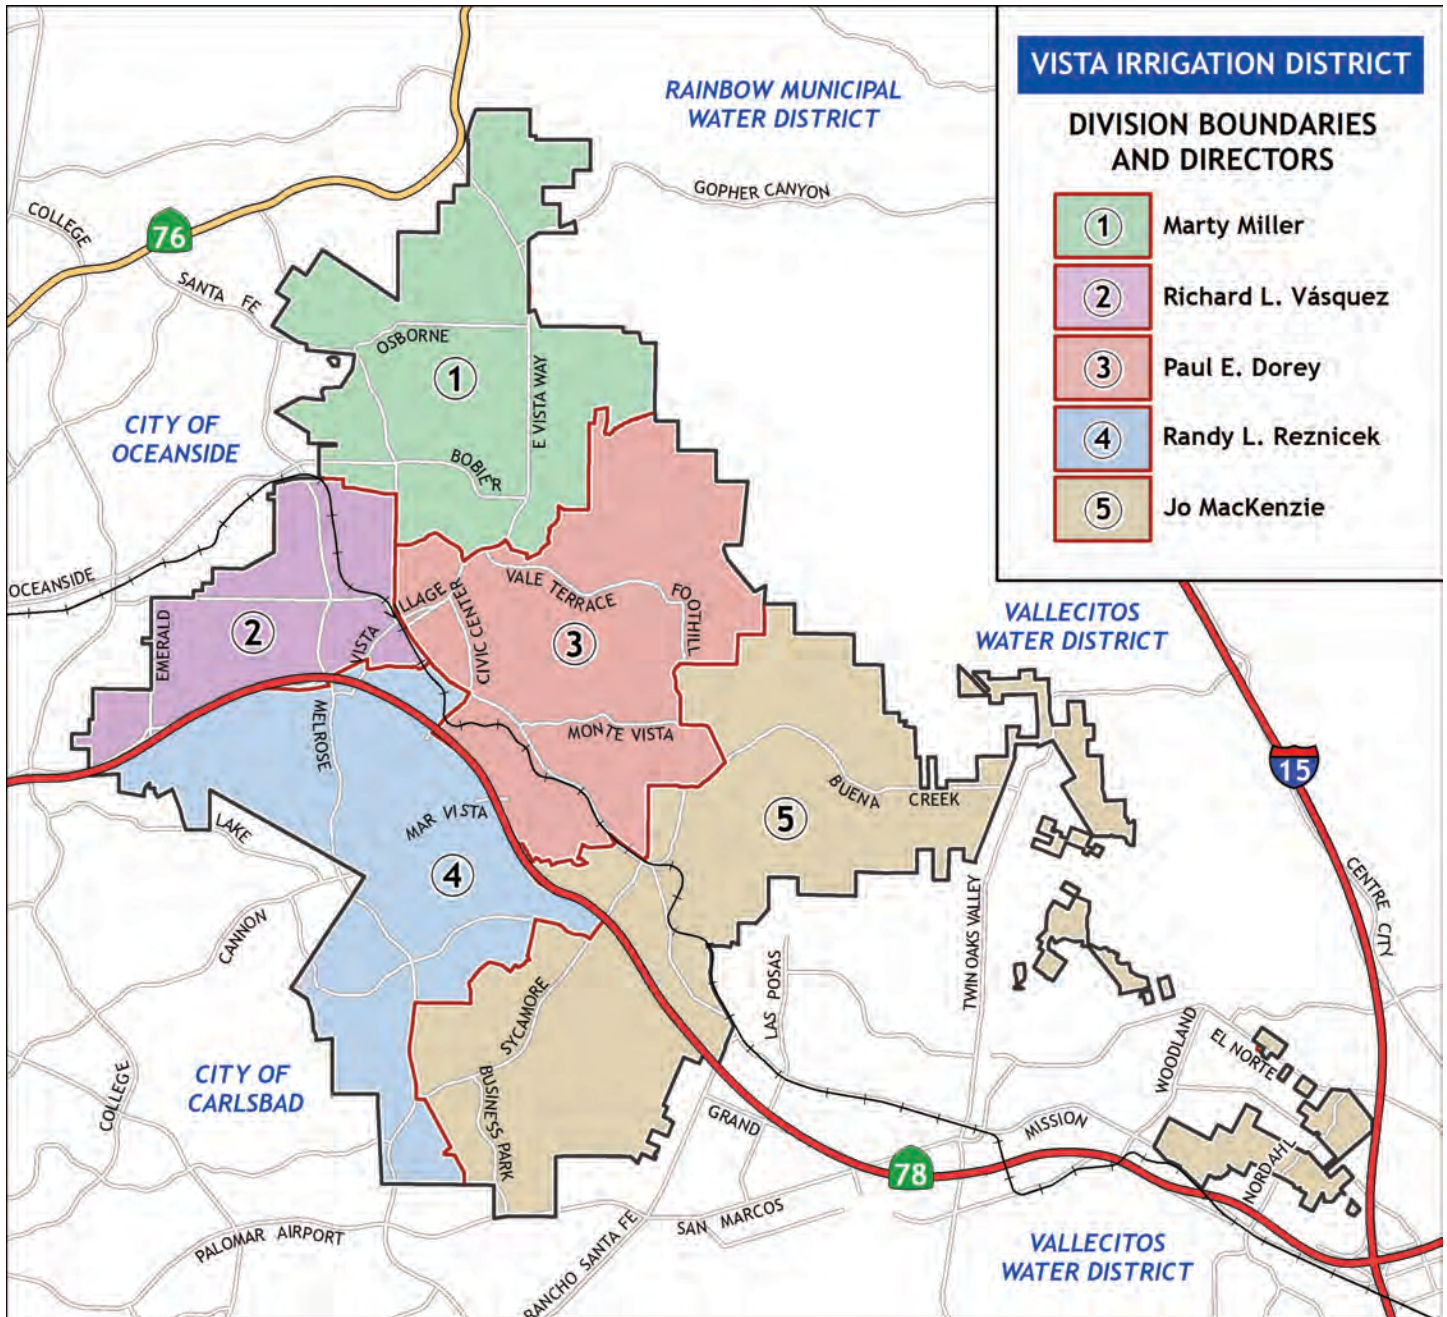 VISTA IRRIGATION DISTRICT
DIVISION BOUNDARIES
AND DIRECTORS
1 Marty Miller
2 Richard L. Vásquez
3 Paul E. Dorey
4 Randy L. Reznicek
5 Jo MacKenzie
RAINBOW MUNICIPAL
WATER DISTRICT
GOPHER CANYON
COLLEGE
76
SANTA FE
OSBORNE
1
E VISTA WAY
CITY OF
OCEANSIDE
BOBIER
OCEANSIDE
EMERALD
2
VISTA
LLAGE
CIVIC CENTER
VALE TERRACE
FOOTHILL
3
VALLECITOS
WATER DISTRICT
MELROSE
MONTE VISTA
15
BUENA CREEK
MAR VISTA
5
LAKE
4
CENTRE CITY
CANNON
TWIN OAKS VALLEY
LAS POSAS
SYCAMORE
WOODLAND
EL NORTE
CITY OF
CARLSBAD
COLLEGE
BUSINESS PARK
GRAND
MISSION
78
NORDAHL
PALOMAR AIRPORT
SAN MARCOS
RANCHO SANTA FE
VALLECITOS
WATER DISTRICT